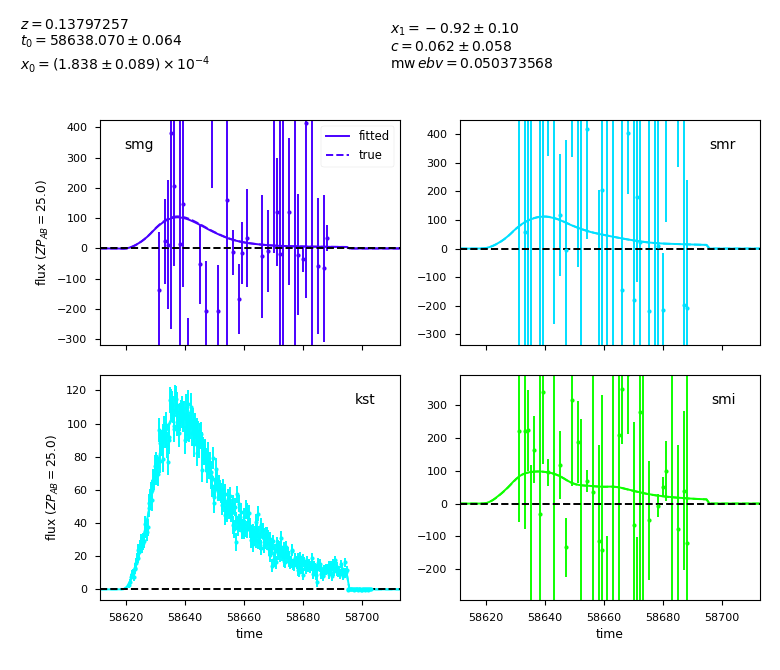 z = 0.13797257
t₀ = 58638.070 ± 0.064
x₀ = (1.838 ± 0.089) × 10⁻⁴
x₁ = −0.92 ± 0.10
c = 0.062 ± 0.058
mw ebv = 0.050373568
smg
fitted
true
400
300
200
100
0
−100
−200
−300
flux (ZP_AB = 25.0)
smr
400
300
200
100
0
−100
−200
−300
kst
120
100
80
60
40
20
0
flux (ZP_AB = 25.0)
58620 58640 58660 58680 58700
time
smi
300
200
100
0
−100
−200
58620 58640 58660 58680 58700
time